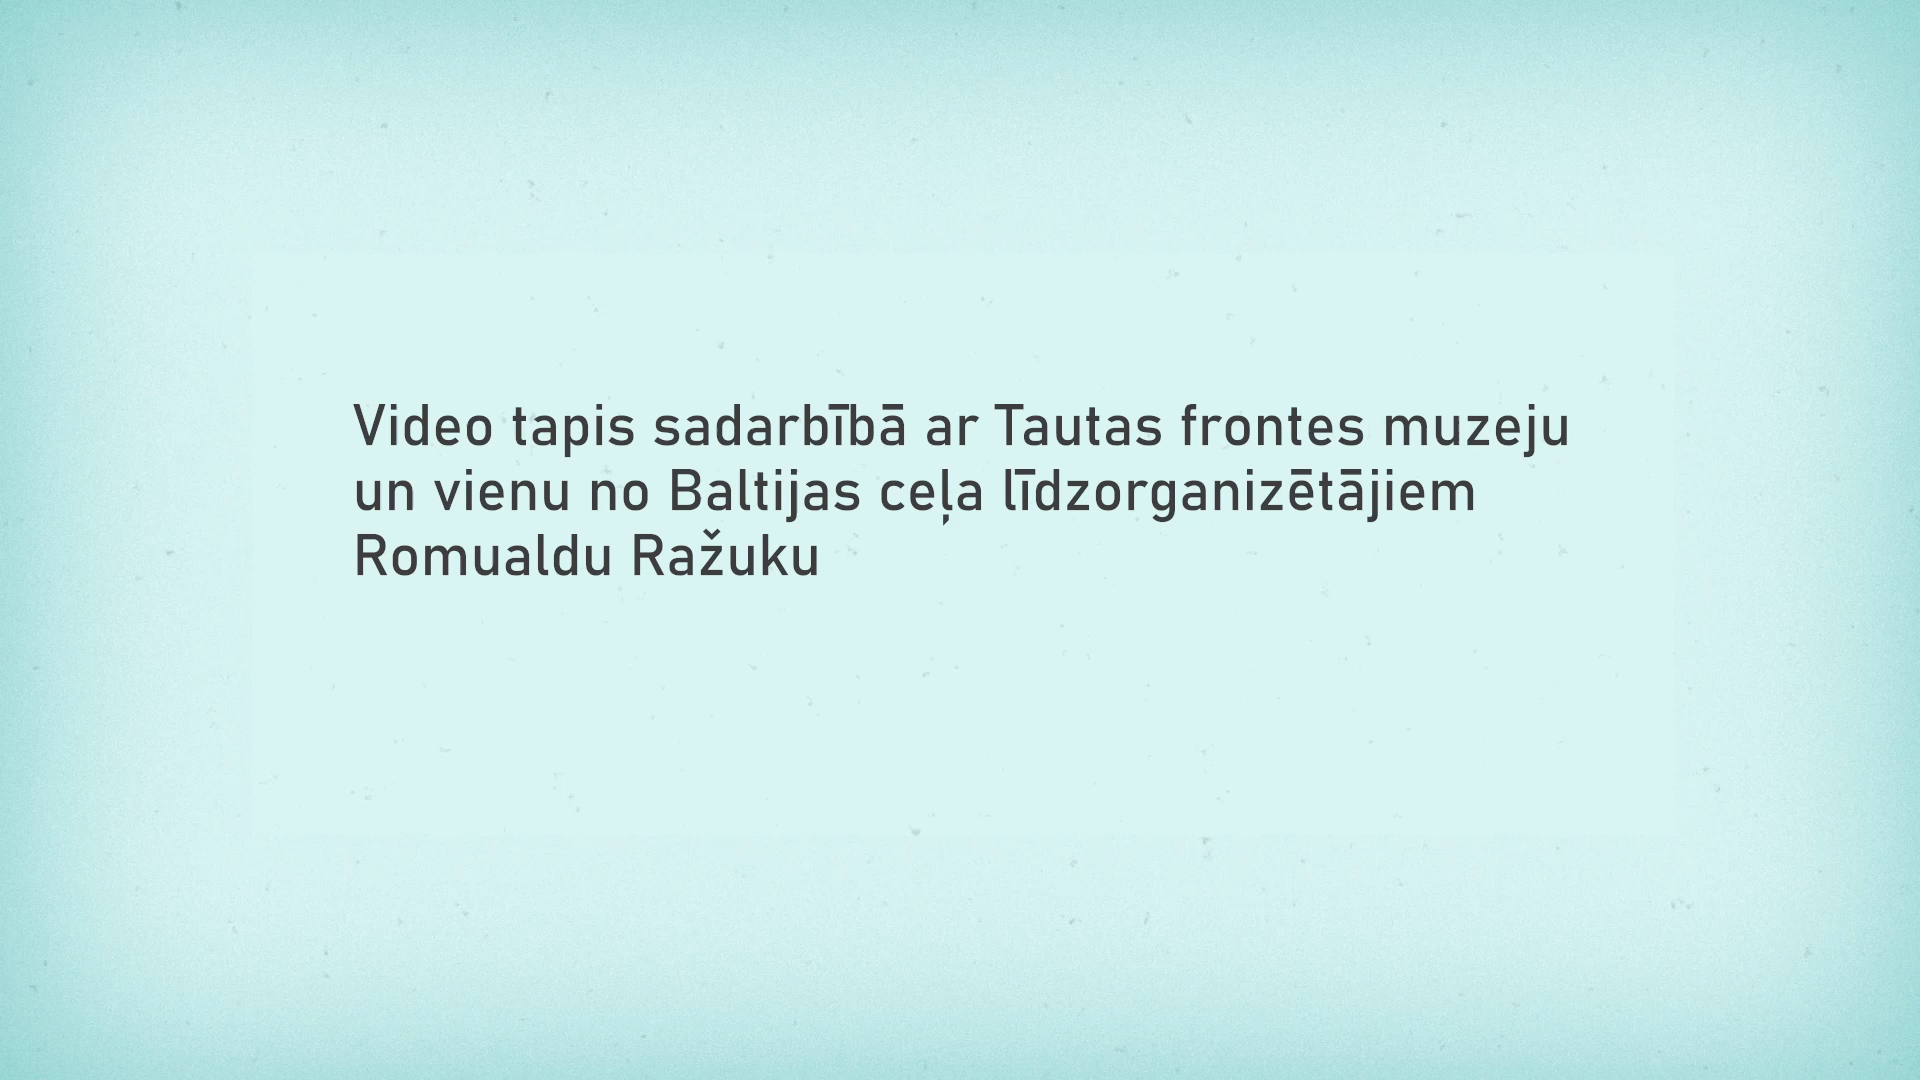 Video tapis sadarbībā ar Tautas frontes muzeju
un vienu no Baltijas ceļa līdzorganizētājiem
Romualdu Ražuku